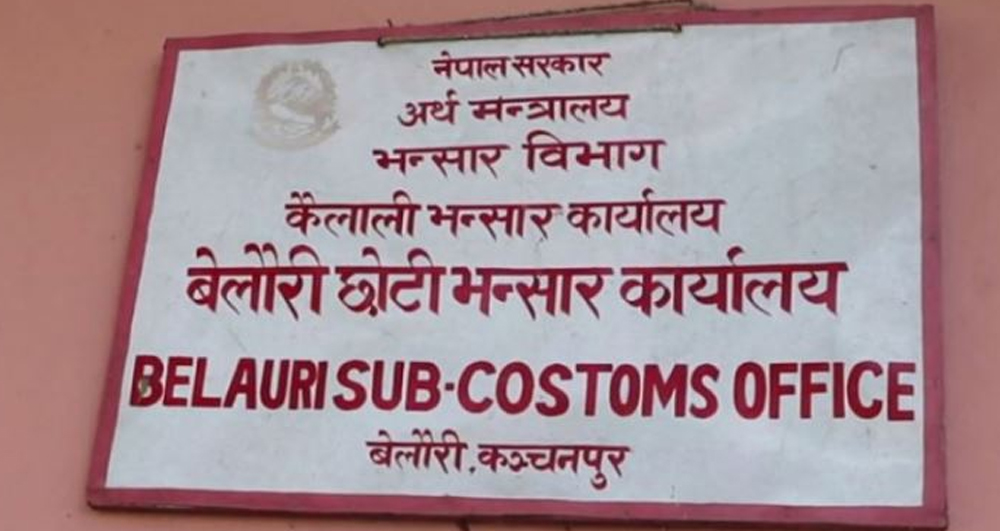 नेपाल सरकार
अर्थ मन्त्रालय
भन्सार विभाग
कैलाली भन्सार कार्यालय
बेलौरी छोटी भन्सार कार्यालय
BELAURI SUB-COSTOMS OFFICE
बेलौरी, कञ्चनपुर